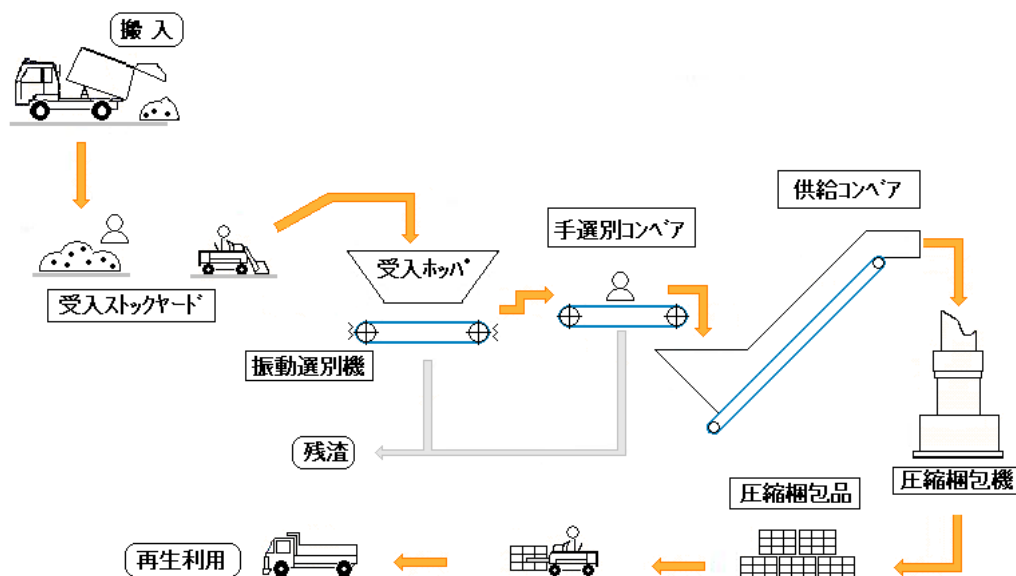 搬 入
供給コンベア
手選別コンベア
受入ホッパ
受入ストックヤード
振動選別機
残渣
圧縮梱包機
圧縮梱包品
再生利用